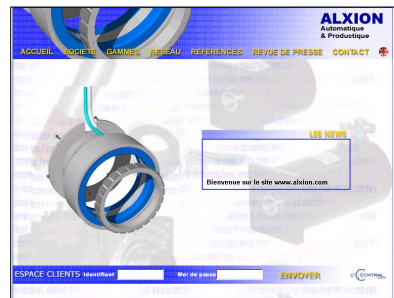 ALXION
Automatique
& Productique
ACCUEIL SOCIETE GAMMES RESEAU REFERENCES REVUE DE PRESSE CONTACT
LES NEWS
Bienvenue sur le site www.alxion.com
ESPACE CLIENTS Identifiant Mot de passe ENVOYER
© CENTRAL